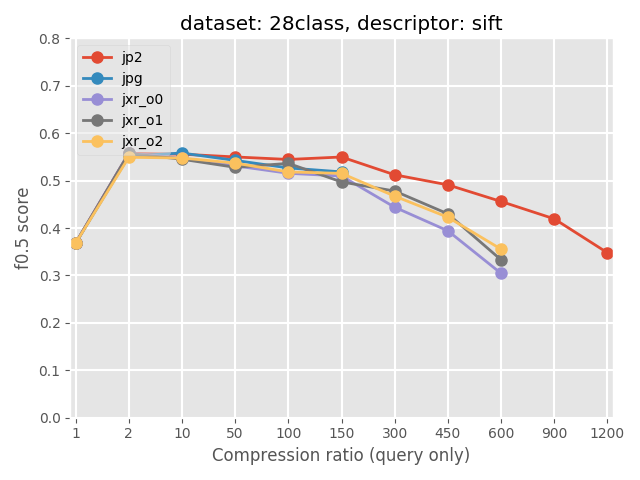 dataset: 28class, descriptor: sift
jp2
jpg
jxr_o0
jxr_o1
jxr_o2
0.8
0.7
0.6
0.5
0.4
0.3
0.2
0.1
0.0
f0.5 score
1 2 10 50 100 150 300 450 600 900 1200
Compression ratio (query only)